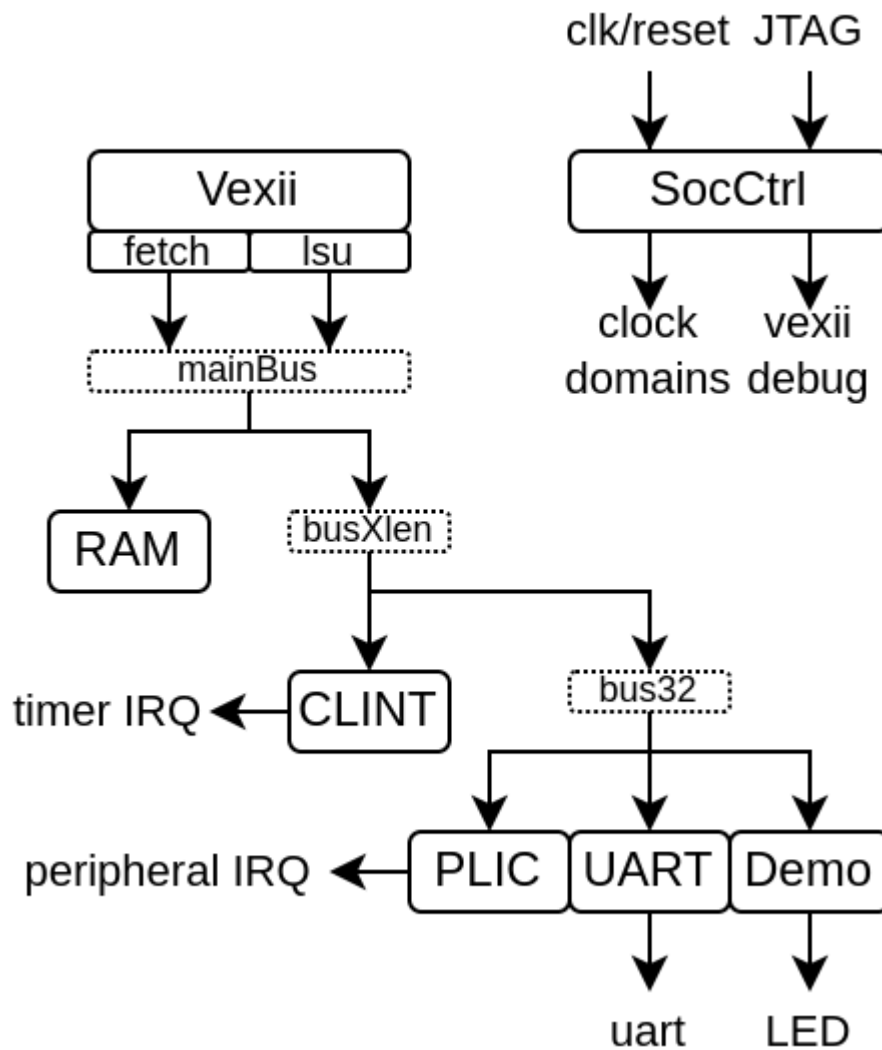 clk/reset JTAG
Vexii
SocCtrl
fetch lsu
clock vexii
domains debug
mainBus
RAM
busXlen
timer IRQ
CLINT
bus32
peripheral IRQ
PLIC
UART
Demo
uart
LED